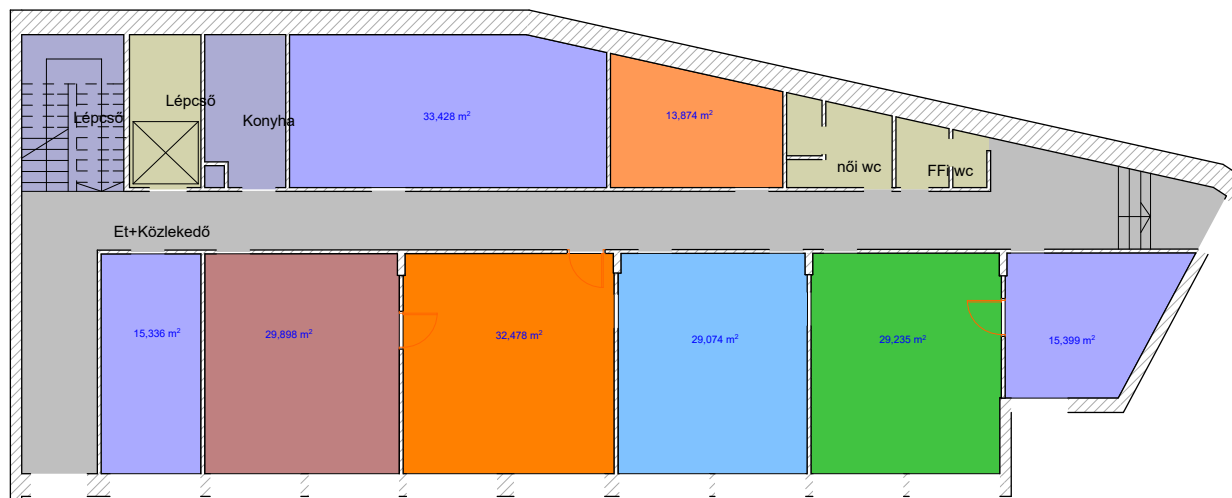 Lépcső
Lépcső
Konyha
33,428 m²
13,874 m²
női wc
FFi wc
Et+Közlekedő
15,336 m²
29,898 m²
32,478 m²
29,074 m²
29,235 m²
15,399 m²